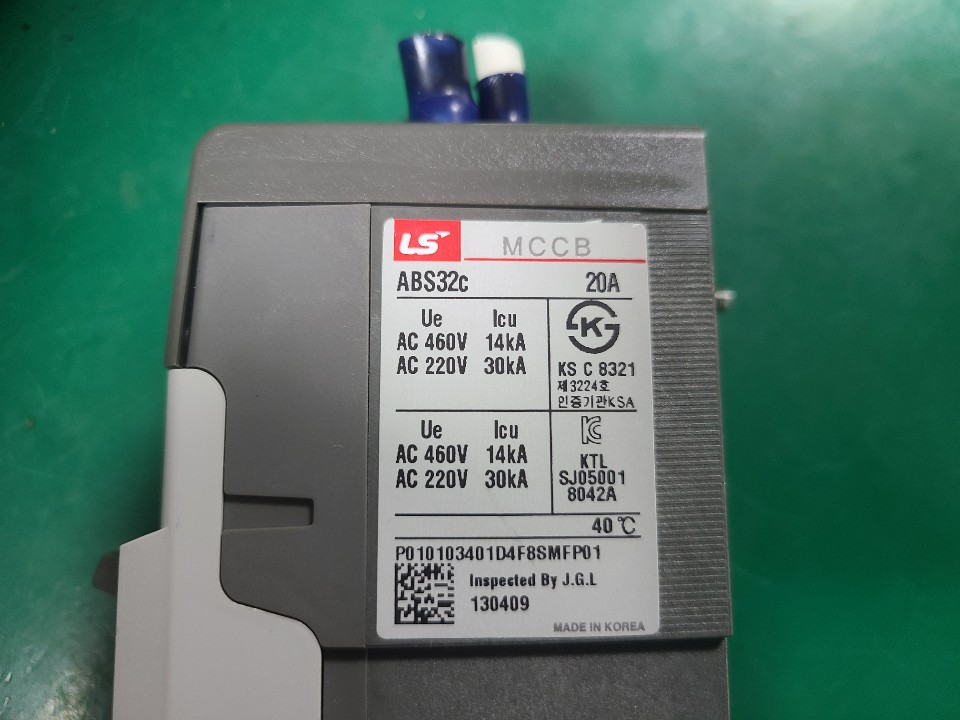 LS MCCB
ABS32c 20A
Ue Icu
AC 460V 14kA
AC 220V 30kA
K
KS C 8321
제3224호
인증기관KSA
Ue Icu
AC 460V 14kA
AC 220V 30kA
KC
KTL
SJ05001
8042A
40℃
P010103401D4F8SMFP01
Inspected By J.G.L
130409
MADE IN KOREA